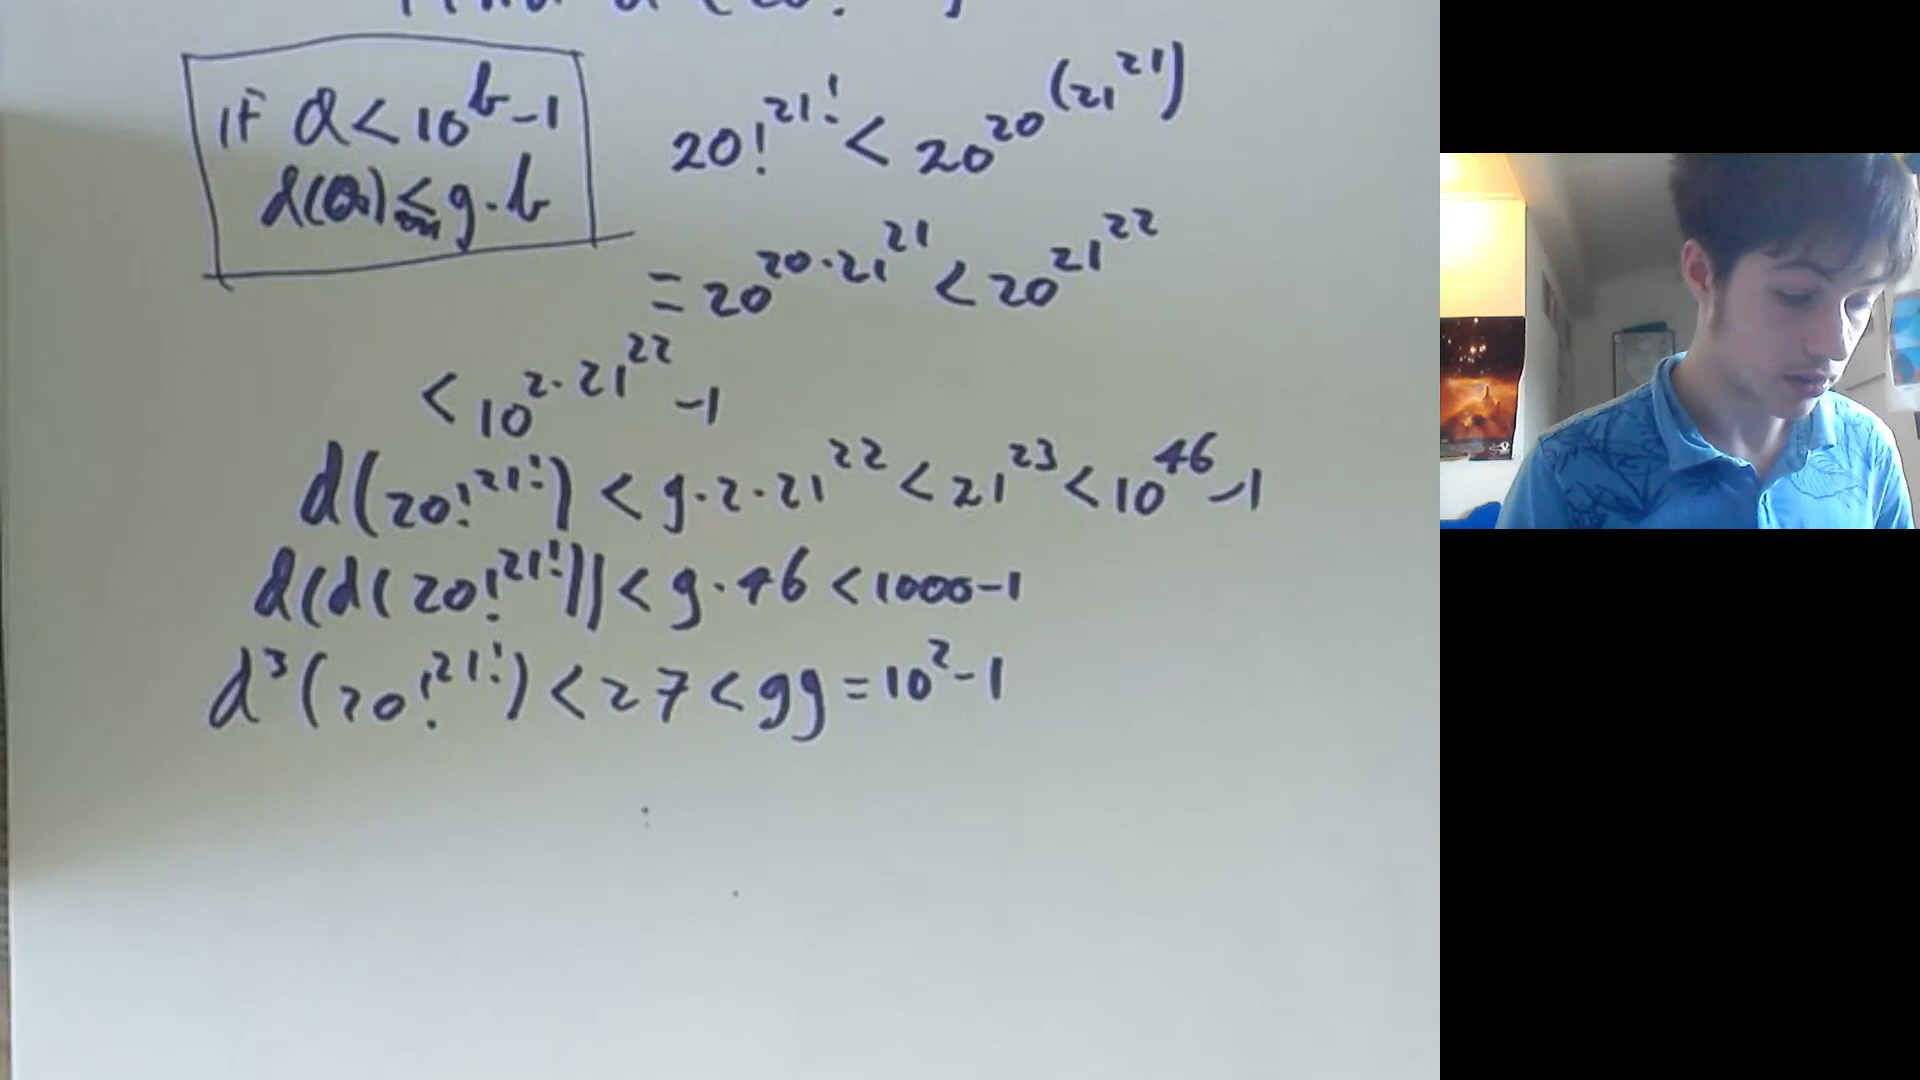 IF a < 10^b - 1
d(a) ≤ 9·b
20!^21! < 20^20^(21^21)
= 20^20·21^21 < 20^21^22
< 10^2·21^22 - 1
d(20!^21!) < 9·2·21^22 < 21^23 < 10^46 - 1
d(d(20!^21!)) < 9·46 < 1000-1
d^3(20!^21!) < 27 < 99 = 10^2 - 1